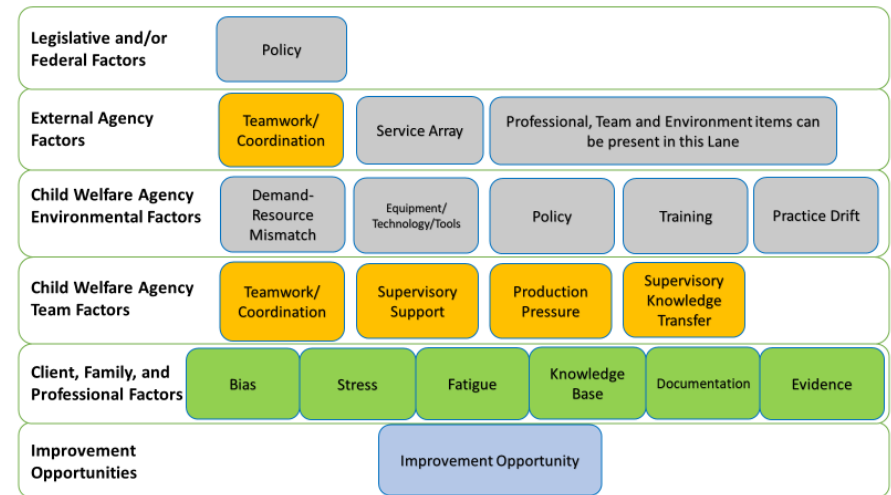 Legislative and/or
Federal Factors
Policy
External Agency
Factors
Teamwork/
Coordination
Service Array
Professional, Team and Environment items can
be present in this Lane
Child Welfare Agency
Environmental Factors
Demand-
Resource
Mismatch
Equipment/
Technology/Tools
Policy
Training
Practice Drift
Child Welfare Agency
Team Factors
Teamwork/
Coordination
Supervisory
Support
Production
Pressure
Supervisory
Knowledge
Transfer
Client, Family, and
Professional Factors
Bias
Stress
Fatigue
Knowledge
Base
Documentation
Evidence
Improvement
Opportunities
Improvement Opportunity